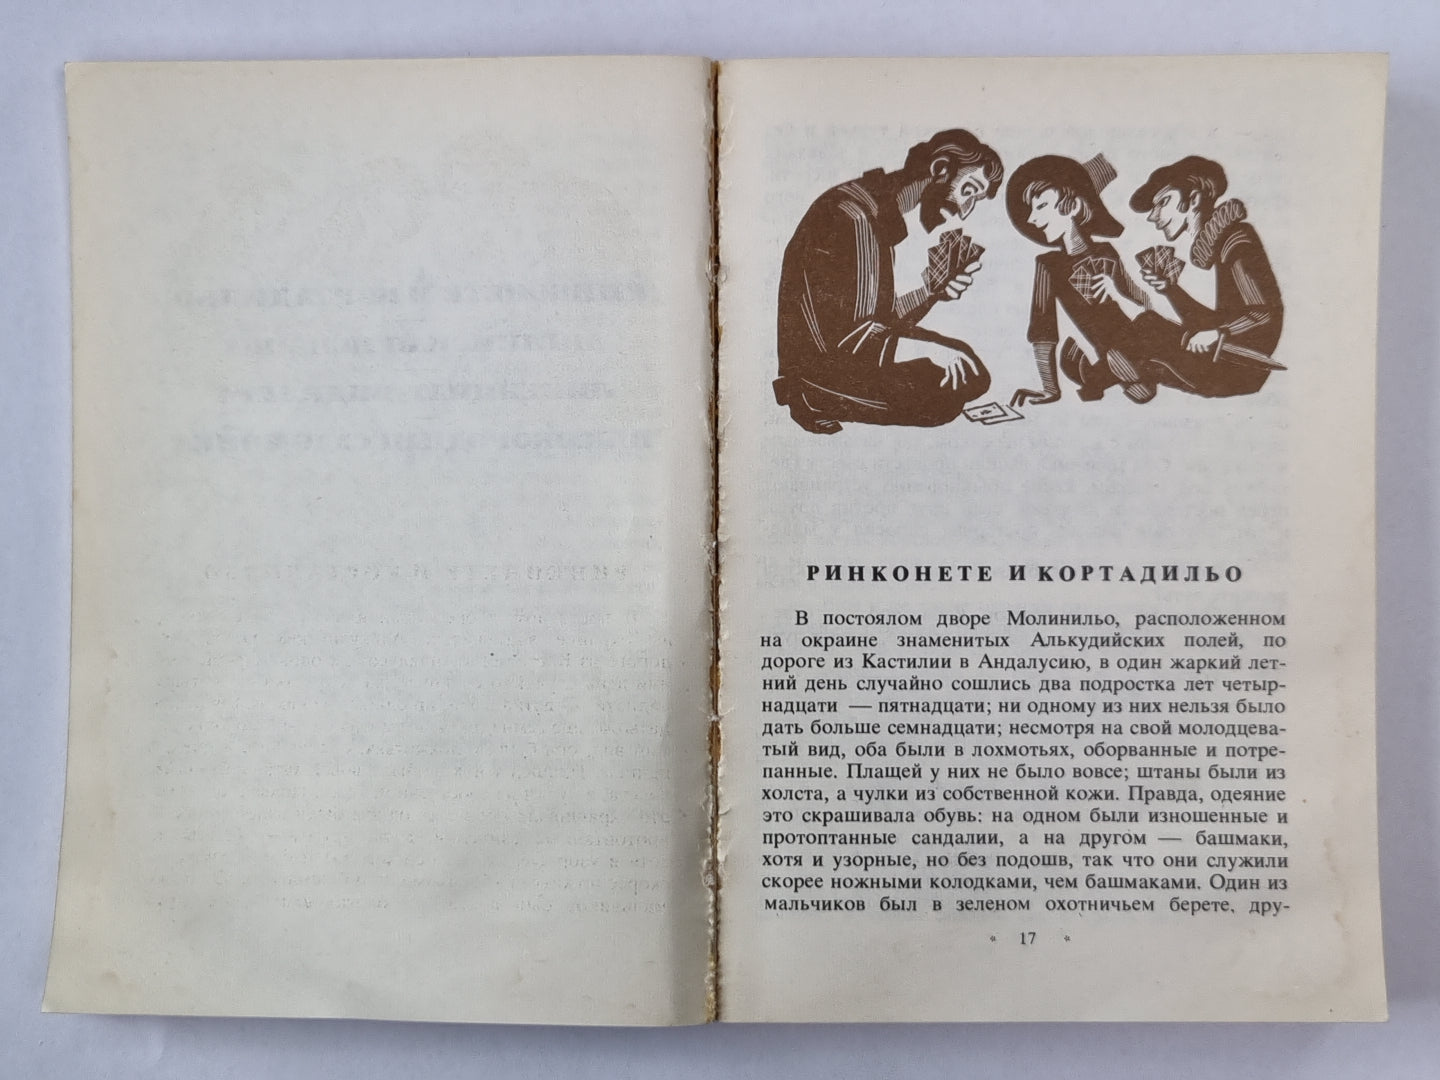 РИНКОНЕТЕ И КОРТАДИЛЬО
В постоялом дворе Молинильо, расположенном
на окраине знаменитых Алькудийских полей, по
дороге из Кастилии в Андалусию, в один жаркий лет-
ний день случайно сошлись два подростка лет четыр-
надцати — пятнадцати; ни одному из них нельзя было
дать больше семнадцати; несмотря на свой молодцева-
тый вид, оба были в лохмотьях, оборванные и потре-
панные. Плащей у них не было вовсе; штаны были из
холста, а чулки из собственной кожи. Правда, одеяние
это скрашивала обувь: на одном были изношенные и
протоптанные сандалии, а на другом — башмаки,
хотя и узорные, но без подошв, так что они служили
скорее ножными колодками, чем башмаками. Один из
мальчиков был в зеленом охотничьем берете, дру-
* 17 *